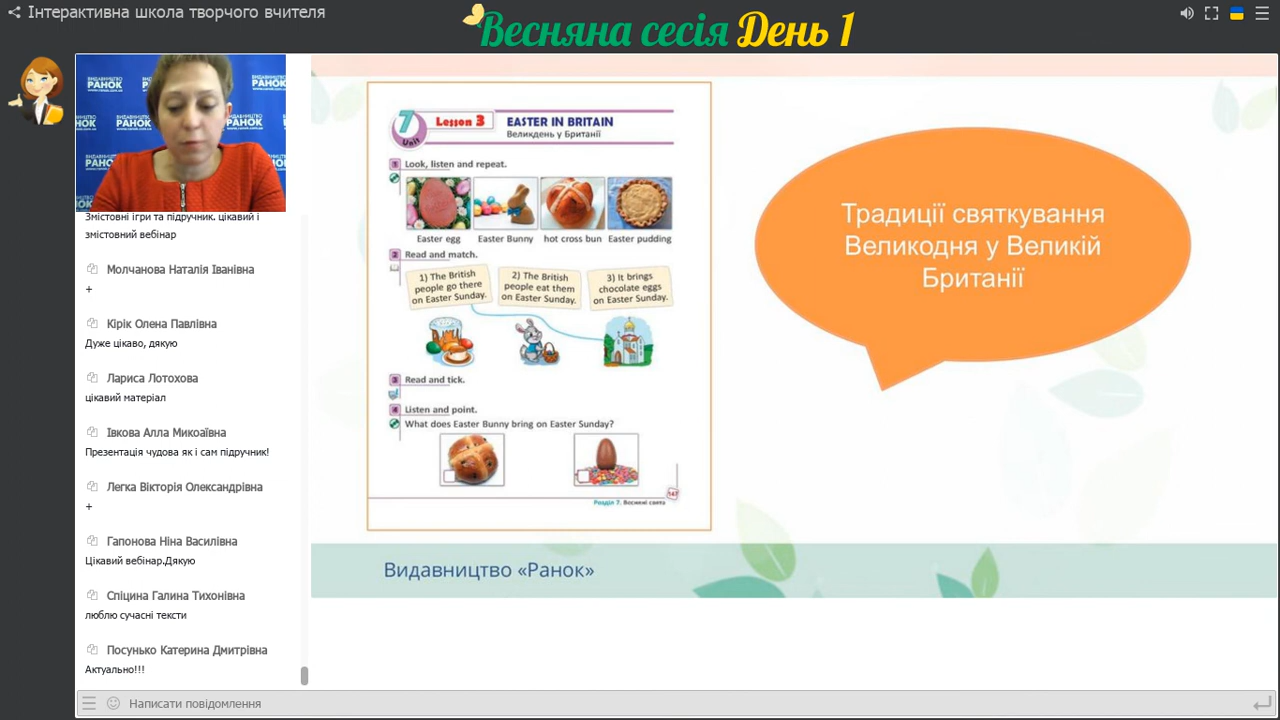 Інтерактивна школа творчого вчителя
Весняна сесія День 1
ВИДАВНИЦТВО
РАНОК
www.ranok.com.ua
Змістовні ігри та підручник. цікавий і
змістовний вебінар
Молчанова Наталія Іванівна
+
Кірік Олена Павлівна
Дуже цікаво, дякую
Лариса Лотохова
цікавий матеріал
Івкова Алла Микоаївна
Презентація чудова як і сам підручник!
Легка Вікторія Олександрівна
+
Гапонова Ніна Василівна
Цікавий вебінар.Дякую
Спіцина Галина Тихонівна
люблю сучасні тексти
Посунько Катерина Дмитрівна
Актуально!!!
Написати повідомлення
7
Unit
Lesson 3
EASTER IN BRITAIN
Великдень у Британії
1 Look, listen and repeat.
Easter egg Easter Bunny hot cross bun Easter pudding
2 Read and match.
1) The British
people go there
on Easter Sunday.
2) The British
people eat them
on Easter Sunday.
3) It brings
chocolate eggs
on Easter Sunday.
3 Read and tick.
4 Listen and point.
What does Easter Bunny bring on Easter Sunday?
147
Розділ 7. Весняні свята
Традиції святкування
Великодня у Великій
Британії
Видавництво «Ранок»